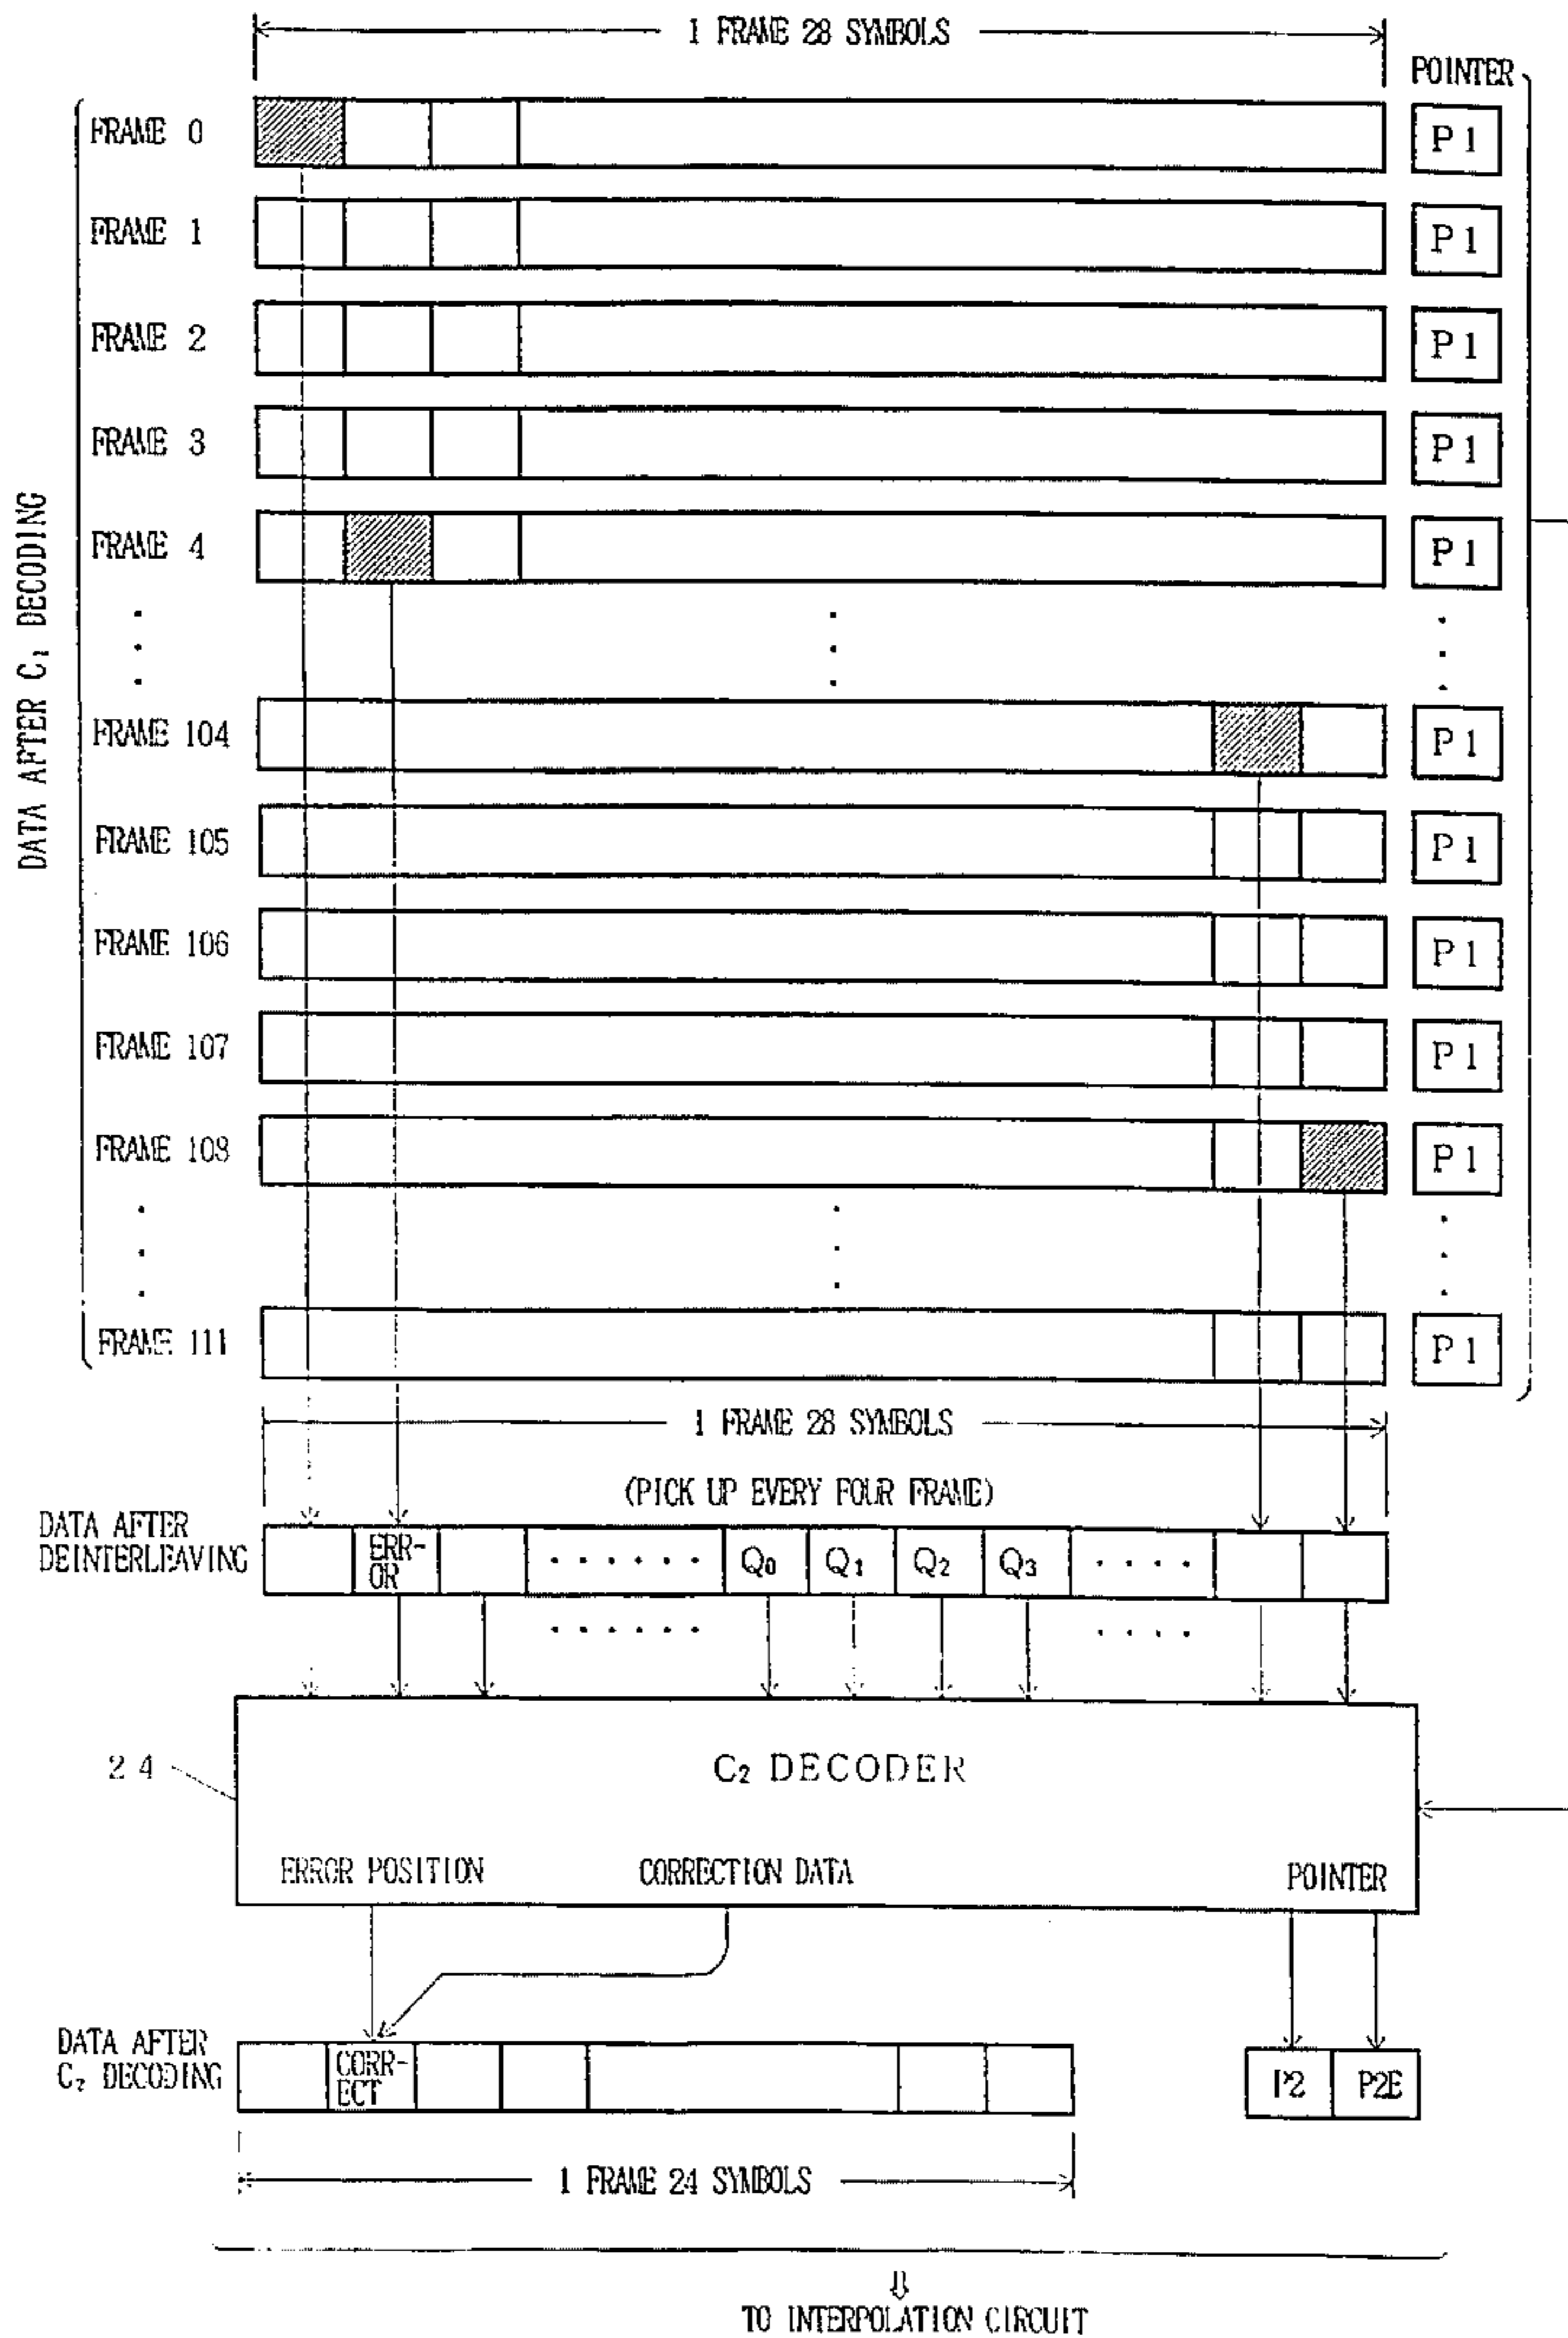 1 FRAME 28 SYMBOLS
POINTER
FRAME 0
P1
FRAME 1
P1
FRAME 2
P1
FRAME 3
P1
FRAME 4
P1
DATA AFTER C₁ DECODING
FRAME 104
P1
FRAME 105
P1
FRAME 106
P1
FRAME 107
P1
FRAME 108
P1
FRAME 111
P1
1 FRAME 28 SYMBOLS
(PICK UP EVERY FOUR FRAME)
DATA AFTER
DEINTERLEAVING
ERR-
OR
Q₀
Q₁
Q₂
Q₃
24
C₂ DECODER
ERROR POSITION
CORRECTION DATA
POINTER
DATA AFTER
C₂ DECODING
CORR-
ECT
P2
P2E
1 FRAME 24 SYMBOLS
TO INTERPOLATION CIRCUIT